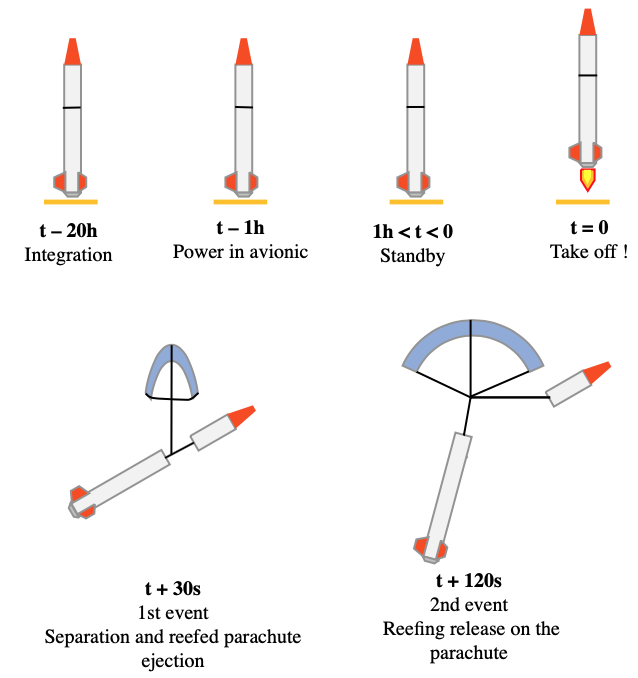 t – 20h
Integration
t – 1h
Power in avionic
1h < t < 0
Standby
t = 0
Take off !
t + 30s
1st event
Separation and reefed parachute
ejection
t + 120s
2nd event
Reefing release on the
parachute